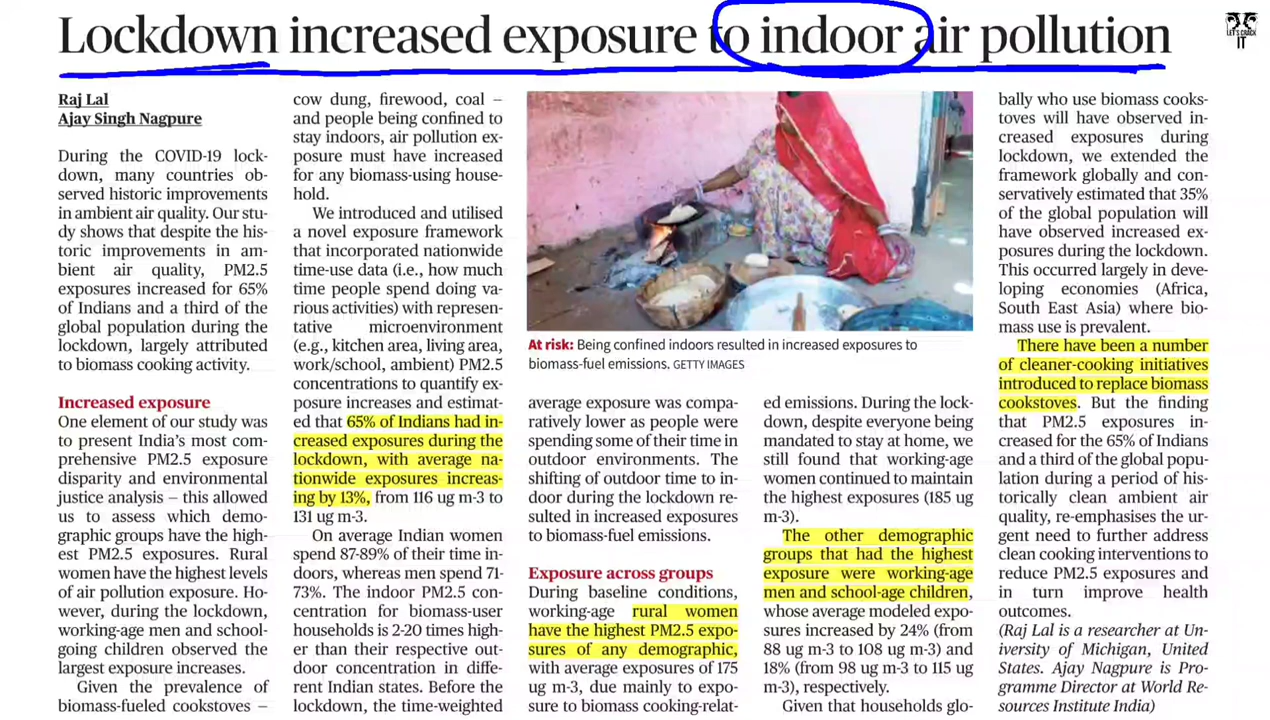 Lockdown increased exposure to indoor air pollution
LET'S CRACK
IT
Raj Lal
Ajay Singh Nagpure
During the COVID-19 lock-
down, many countries ob-
served historic improvements
in ambient air quality. Our stu-
dy shows that despite the his-
toric improvements in am-
bient air quality, PM2.5
exposures increased for 65%
of Indians and a third of the
global population during the
lockdown, largely attributed
to biomass cooking activity.
Increased exposure
One element of our study was
to present India's most com-
prehensive PM2.5 exposure
disparity and environmental
justice analysis – this allowed
us to assess which demo-
graphic groups have the high-
est PM2.5 exposures. Rural
women have the highest levels
of air pollution exposure. Ho-
wever, during the lockdown,
working-age men and school-
going children observed the
largest exposure increases.
Given the prevalence of
biomass-fueled cookstoves –
cow dung, firewood, coal –
and people being confined to
stay indoors, air pollution ex-
posure must have increased
for any biomass-using house-
hold.
We introduced and utilised
a novel exposure framework
that incorporated nationwide
time-use data (i.e., how much
time people spend doing va-
rious activities) with represen-
tative microenvironment
(e.g., kitchen area, living area,
work/school, ambient) PM2.5
concentrations to quantify ex-
posure increases and estimat-
ed that 65% of Indians had in-
creased exposures during the
lockdown, with average na-
tionwide exposures increas-
ing by 13%, from 116 ug m-3 to
131 ug m-3.
On average Indian women
spend 87-89% of their time in-
doors, whereas men spend 71-
73%. The indoor PM2.5 con-
centration for biomass-user
households is 2-20 times high-
er than their respective out-
door concentration in diffe-
rent Indian states. Before the
lockdown, the time-weighted
At risk: Being confined indoors resulted in increased exposures to
biomass-fuel emissions. GETTY IMAGES
average exposure was compa-
ratively lower as people were
spending some of their time in
outdoor environments. The
shifting of outdoor time to in-
door during the lockdown re-
sulted in increased exposures
to biomass-fuel emissions.
Exposure across groups
During baseline conditions,
working-age rural women
have the highest PM2.5 expo-
sures of any demographic,
with average exposures of 175
ug m-3, due mainly to expo-
sure to biomass cooking-relat-
ed emissions. During the lock-
down, despite everyone being
mandated to stay at home, we
still found that working-age
women continued to maintain
the highest exposures (185 ug
m-3).
The other demographic
groups that had the highest
exposure were working-age
men and school-age children,
whose average modeled expo-
sures increased by 24% (from
88 ug m-3 to 108 ug m-3) and
18% (from 98 ug m-3 to 115 ug
m-3), respectively.
Given that households glo-
bally who use biomass cooks-
toves will have observed in-
creased exposures during
lockdown, we extended the
framework globally and con-
servatively estimated that 35%
of the global population will
have observed increased ex-
posures during the lockdown.
This occurred largely in deve-
loping economies (Africa,
South East Asia) where bio-
mass use is prevalent.
There have been a number
of cleaner-cooking initiatives
introduced to replace biomass
cookstoves. But the finding
that PM2.5 exposures in-
creased for the 65% of Indians
and a third of the global popu-
lation during a period of his-
torically clean ambient air
quality, re-emphasises the ur-
gent need to further address
clean cooking interventions to
reduce PM2.5 exposures and
in turn improve health
outcomes.
(Raj Lal is a researcher at Un-
iversity of Michigan, United
States. Ajay Nagpure is Pro-
gramme Director at World Re-
sources Institute India)